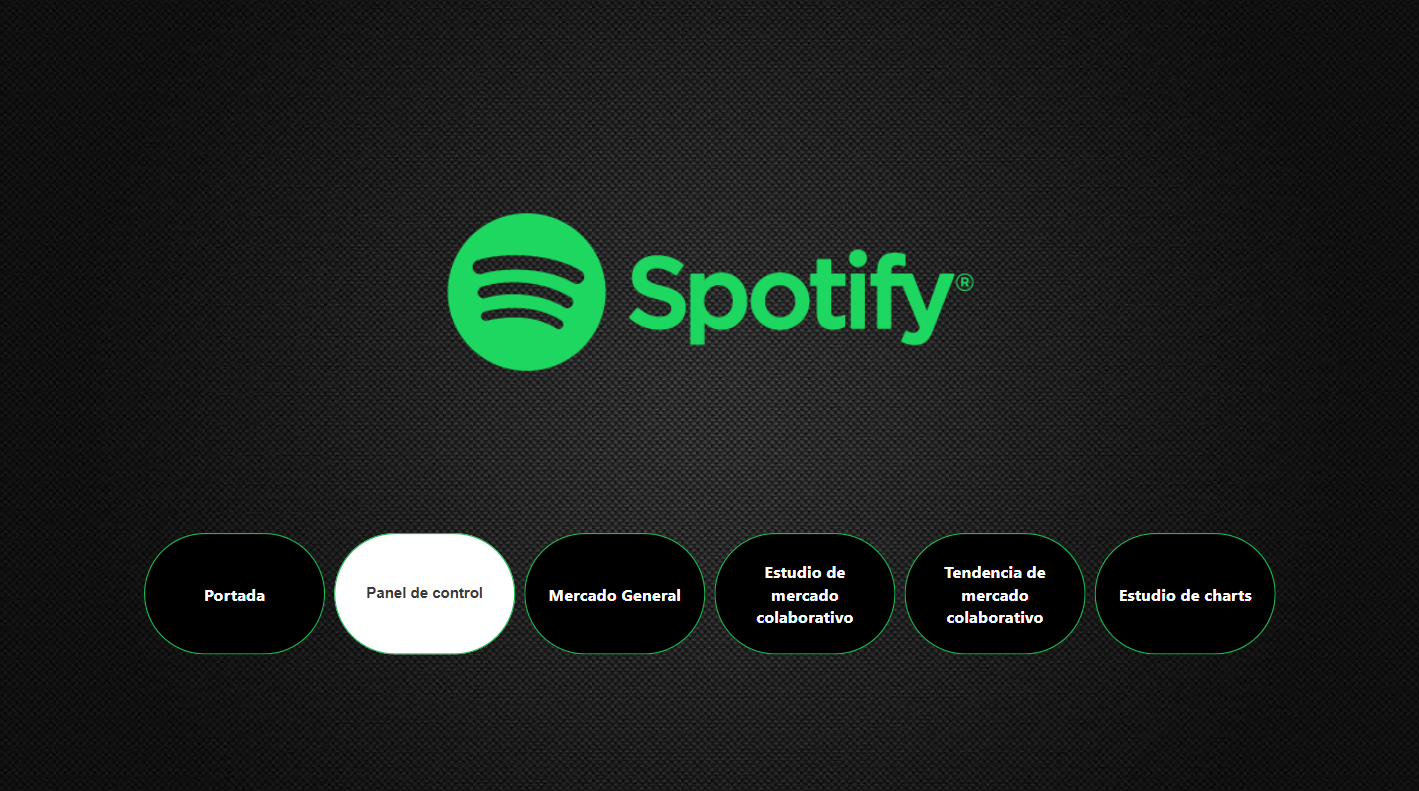 Spotify®
Portada
Panel de control
Mercado General
Estudio de
mercado
colaborativo
Tendencia de
mercado
colaborativo
Estudio de charts